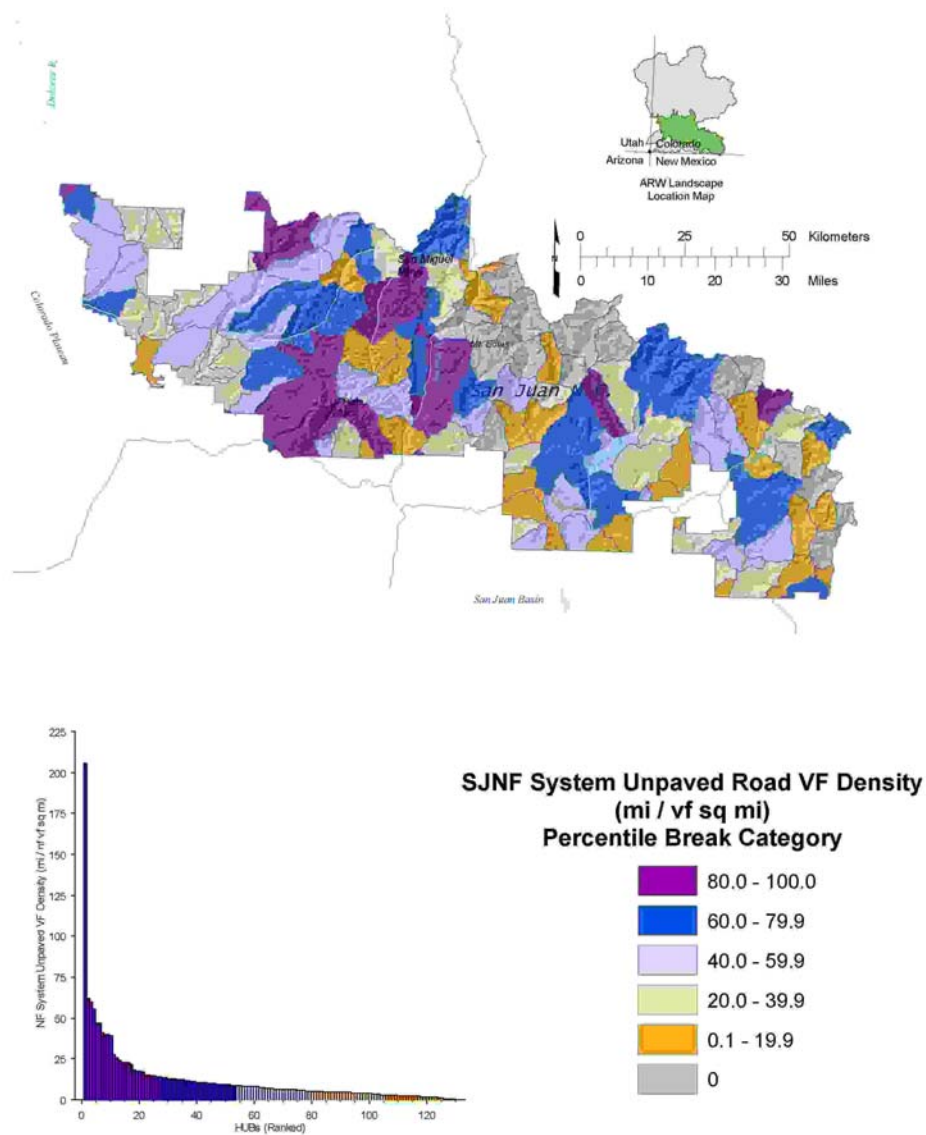 Dolores R.
Utah Colorado
Arizona New Mexico
ARW Landscape
Location Map
0 25 50 Kilometers
0 10 20 30 Miles
N
San Miguel
Colorado Plateau
San Juan N
San Juan Basin
SJNF System Unpaved Road VF Density
(mi / vf sq mi)
Percentile Break Category
80.0 - 100.0
60.0 - 79.9
40.0 - 59.9
20.0 - 39.9
0.1 - 19.9
0
NF System Unpaved VF Density (mi / nf vf sq mi)
225
200
175
150
125
100
75
50
25
0
0 20 40 60 80 100 120
HUBs (Ranked)